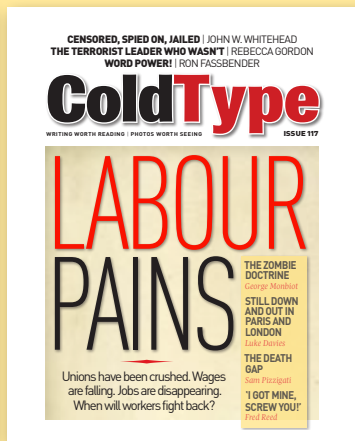 CENSORED, SPIED ON, JAILED | JOHN W. WHITEHEAD
THE TERRORIST LEADER WHO WASN'T | REBECCA GORDON
WORD POWER! | RON FASSBENDER
ColdType
WRITING WORTH READING | PHOTOS WORTH SEEING
ISSUE 117
LABOUR
PAINS
Unions have been crushed. Wages
are falling. Jobs are disappearing.
When will workers fight back?
THE ZOMBIE
DOCTRINE
George Monbiot
STILL DOWN
AND OUT IN
PARIS AND
LONDON
Luke Davies
THE DEATH
GAP
Sam Pizzigati
'I GOT MINE,
SCREW YOU!'
Fred Reed